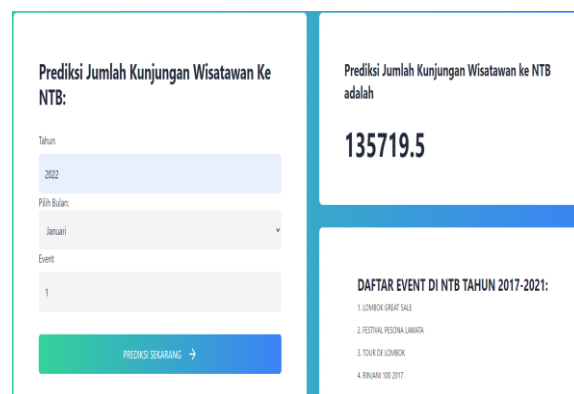 Prediksi Jumlah Kunjungan Wisatawan Ke
NTB:
Tahun
2022
Pilih Bulan:
Januari
Event
1
PREDIKSI SEKARANG →
Prediksi Jumlah Kunjungan Wisatawan ke NTB
adalah
135719.5
DAFTAR EVENT DI NTB TAHUN 2017-2021:
1. LOMBOK GREAT SALE
2. FESTIVAL PESONA LAWATA
3. TOUR DE LOMBOK
4. RINJANI 100 2017